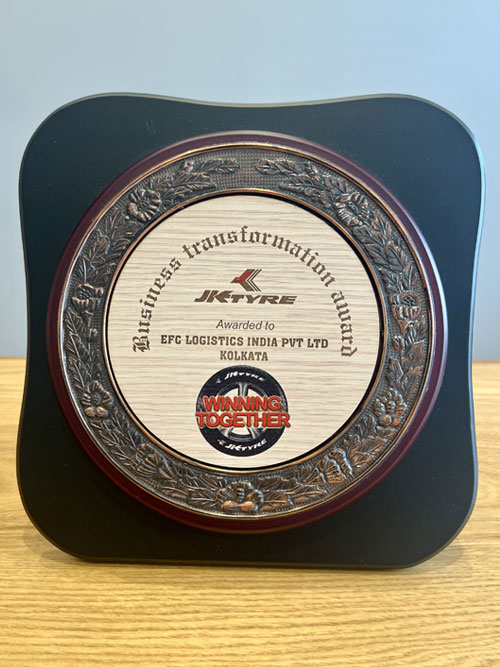 Business transformation award
JKTYRE
Awarded to
EFC LOGISTICS INDIA PVT LTD
KOLKATA
JKTYRE
WINNING
TOGETHER
JKTYRE